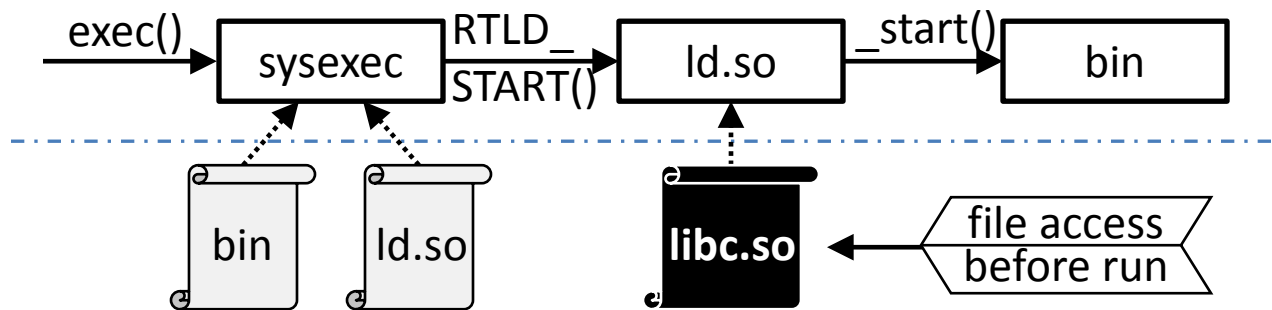 exec()
sysexec
RTLD_
START()
ld.so
_start()
bin
bin
ld.so
libc.so
file access
before run